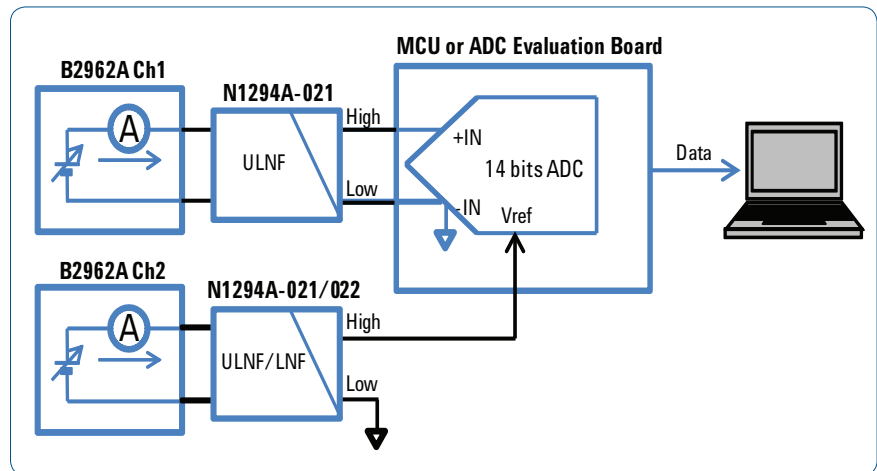 MCU or ADC Evaluation Board
B2962A Ch1
N1294A-021
High
A
+IN
ULNF
14 bits ADC
Data
Low
-IN
Vref
B2962A Ch2
N1294A-021/022
High
A
ULNF/LNF
Low